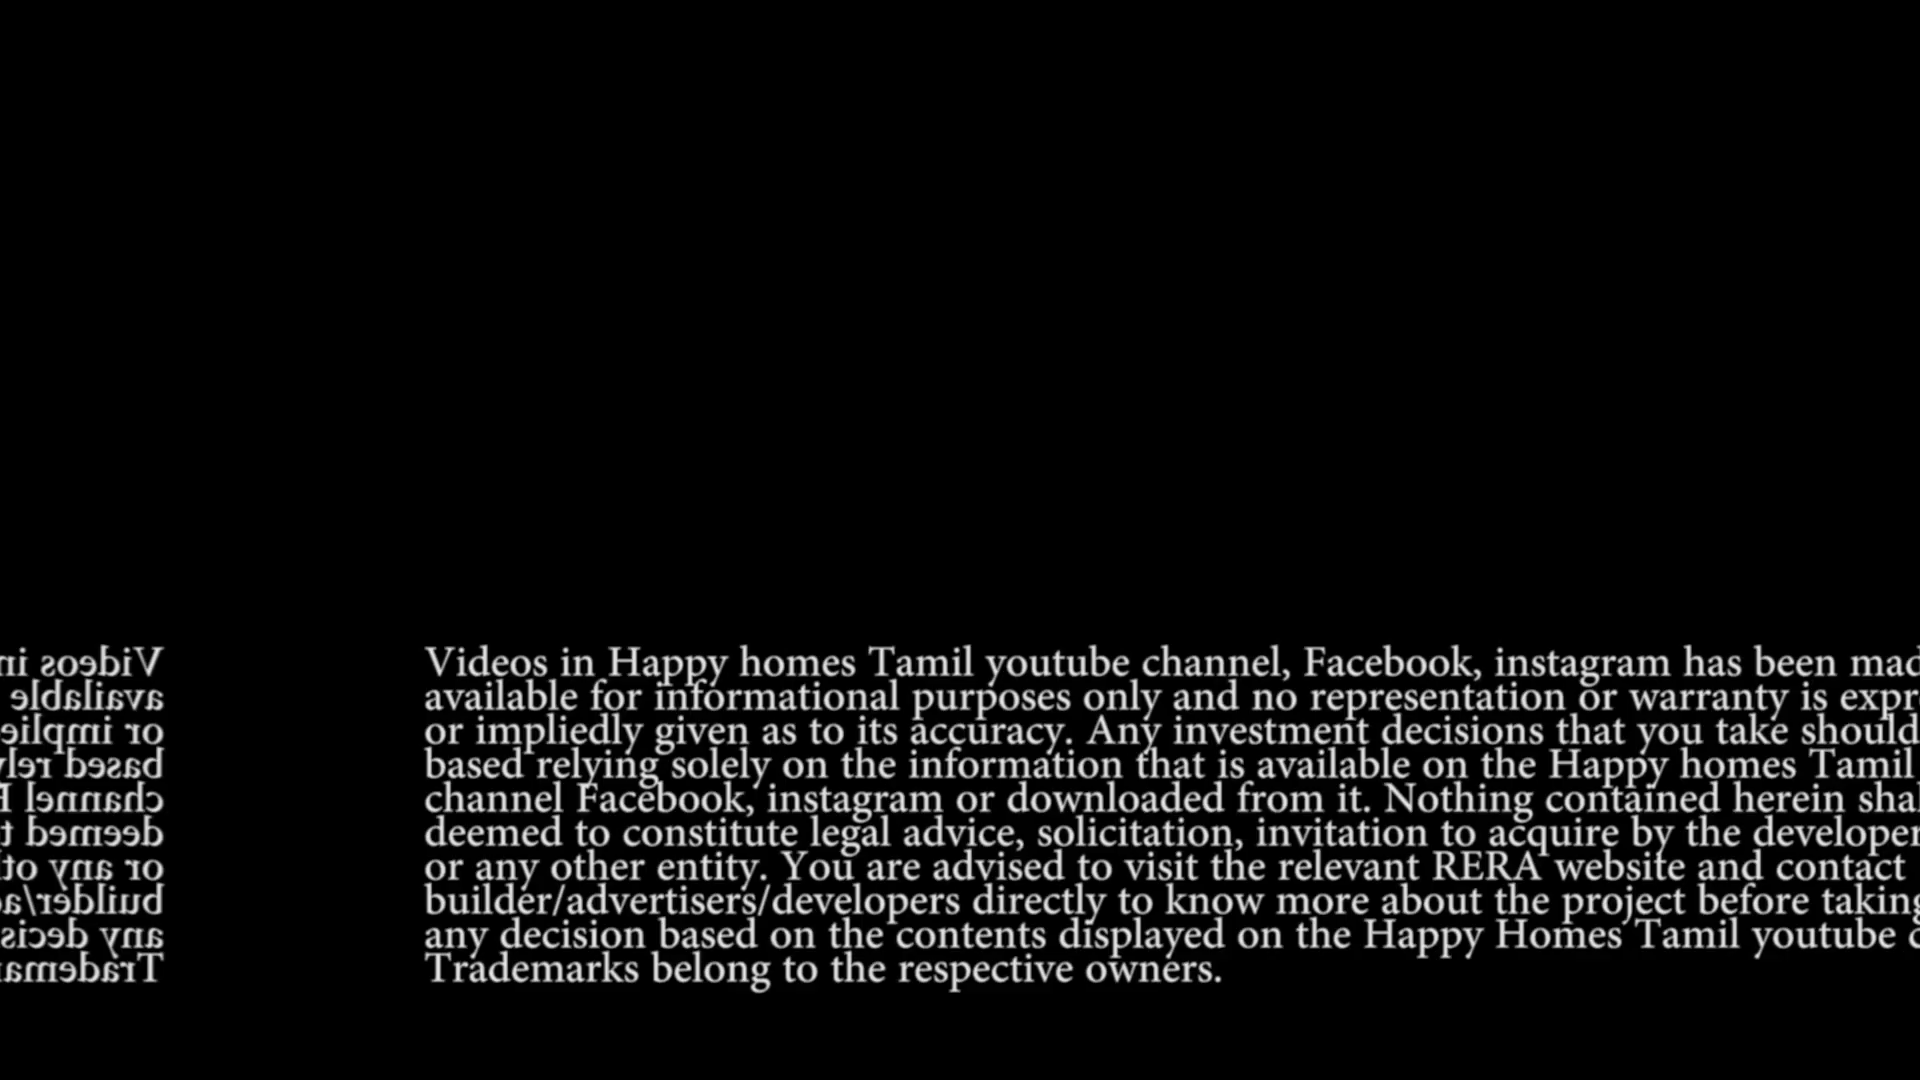 Videos in Happy homes Tamil youtube channel, Facebook, instagram has been
available for informational purposes only and no representation or warranty is
or impliedly given as to its accuracy. Any investment decisions that you take should
based relying solely on the information that is available on the Happy homes Tamil
channel Facebook, instagram or downloaded from it. Nothing contained herein
deemed to constitute legal advice, solicitation, invitation to acquire by the developer
or any other entity. You are advised to visit the relevant RERA website and contact
builder/advertisers/developers directly to know more about the project before taking
any decision based on the contents displayed on the Happy Homes Tamil youtube
Trademarks belong to the respective owners.